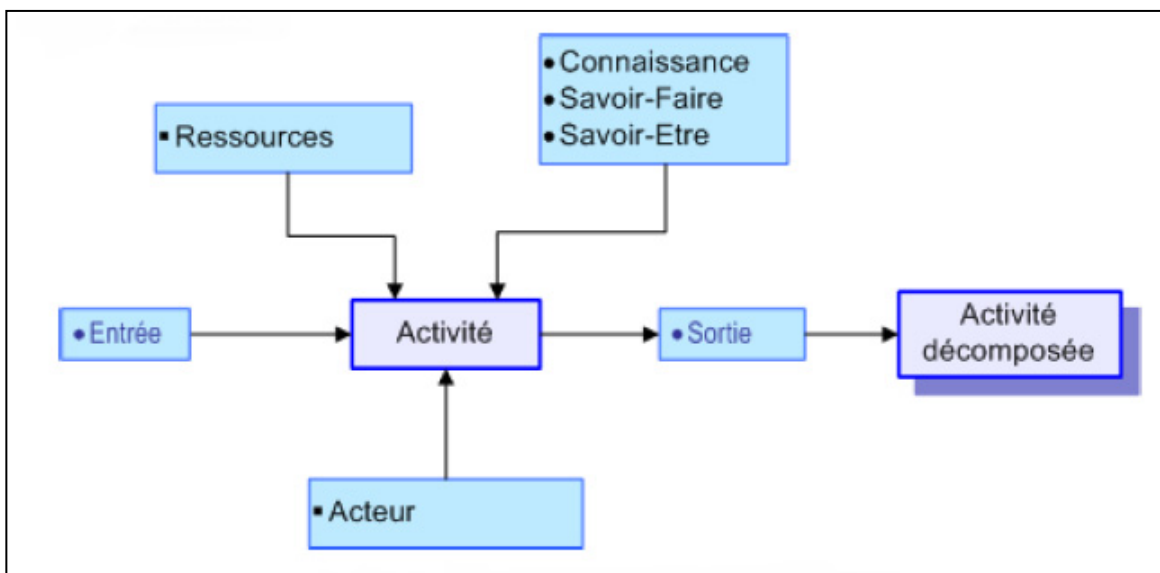 • Connaissance
• Savoir-Faire
• Savoir-Etre
▪ Ressources
• Entrée
Activité
• Sortie
Activité
décomposée
▪ Acteur